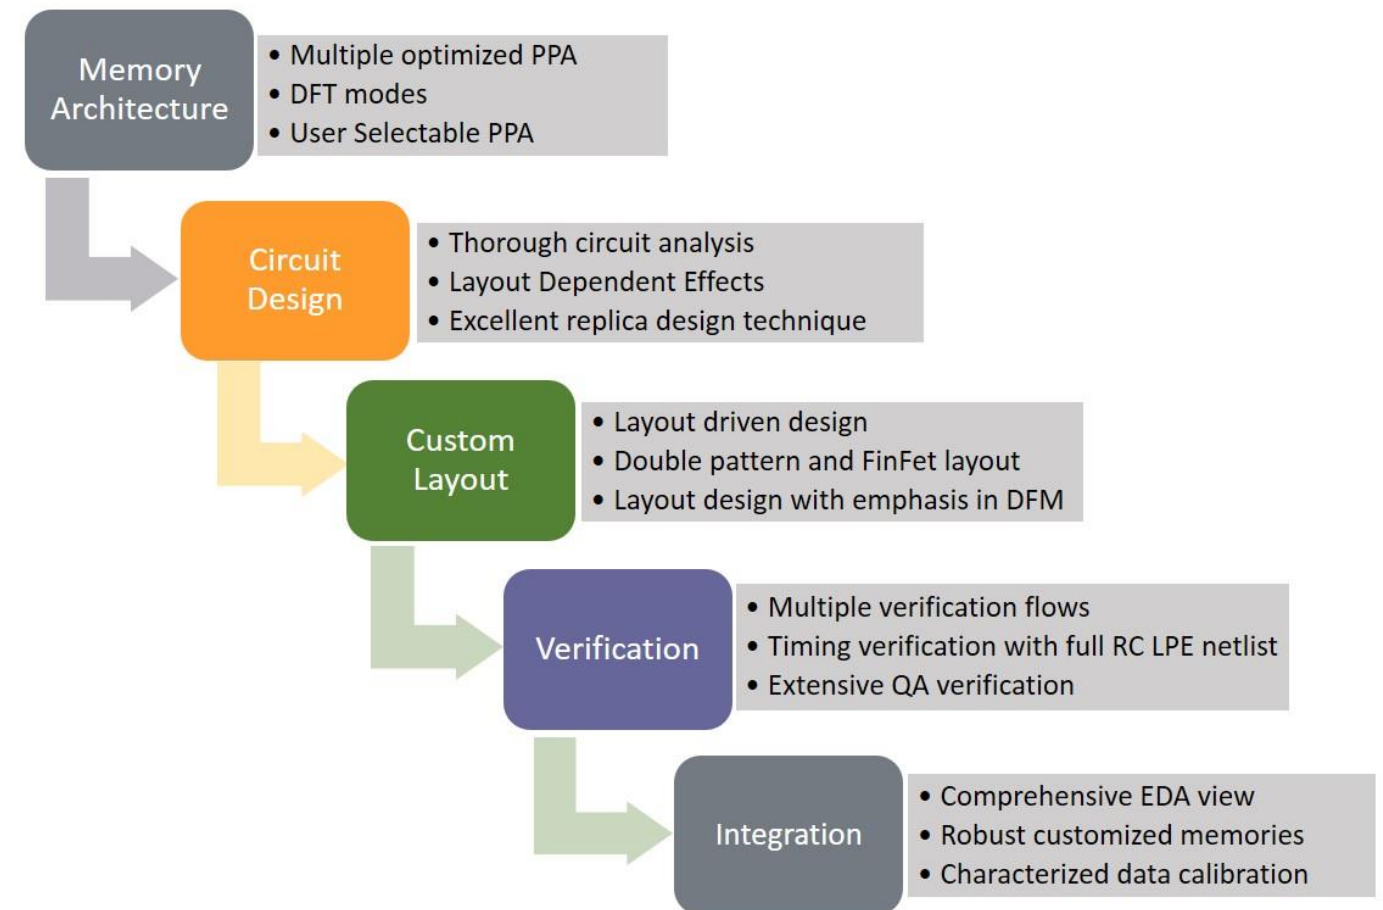 Memory
Architecture
• Multiple optimized PPA
• DFT modes
• User Selectable PPA
Circuit
Design
• Thorough circuit analysis
• Layout Dependent Effects
• Excellent replica design technique
Custom
Layout
• Layout driven design
• Double pattern and FinFet layout
• Layout design with emphasis in DFM
Verification
• Multiple verification flows
• Timing verification with full RC LPE netlist
• Extensive QA verification
Integration
• Comprehensive EDA view
• Robust customized memories
• Characterized data calibration